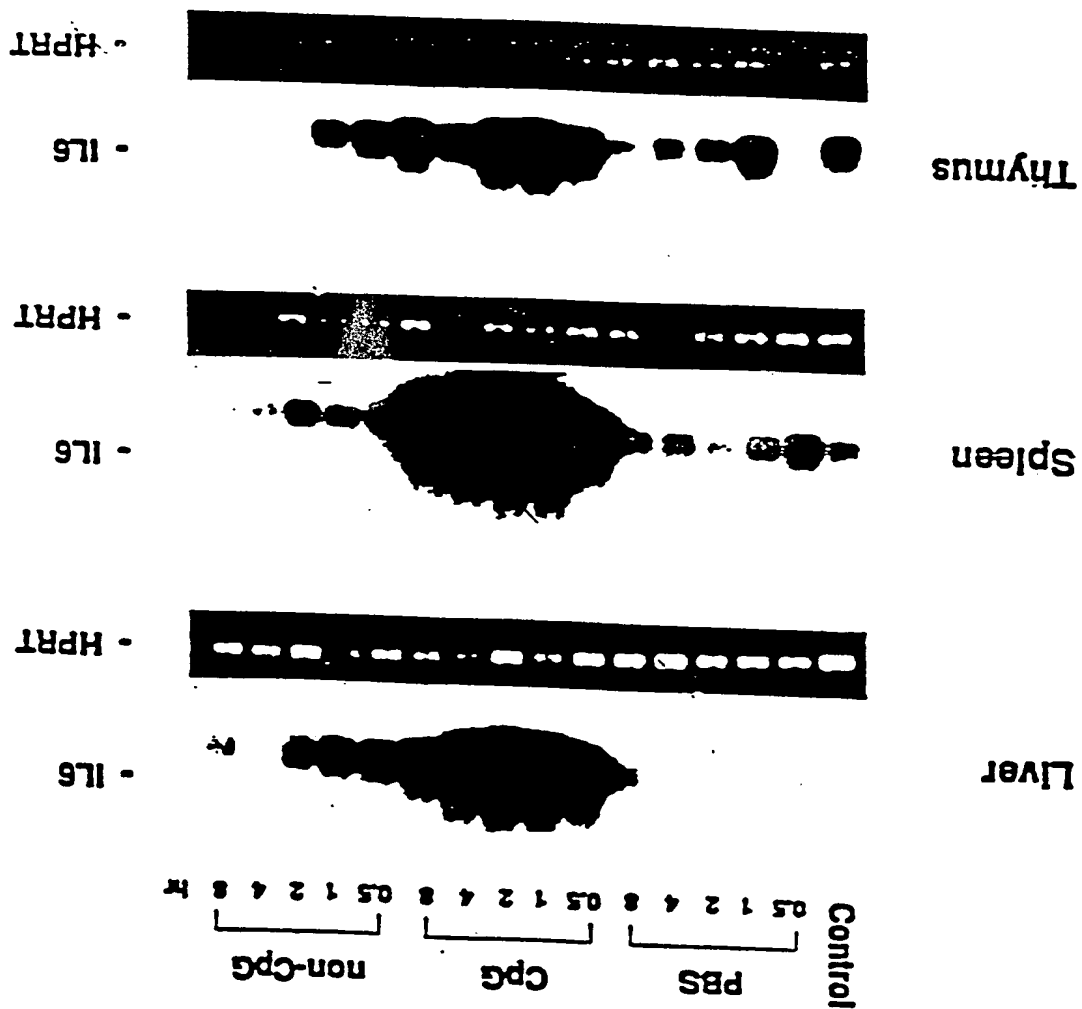 Control
PBS
CpG
non-CpG
0.5 1 2 4 8
0.5 1 2 4 8
0.5 1 2 4 8 hr
Liver
- IL6
- HPRT
Spleen
- IL6
- HPRT
Thymus
- IL6
- HPRT